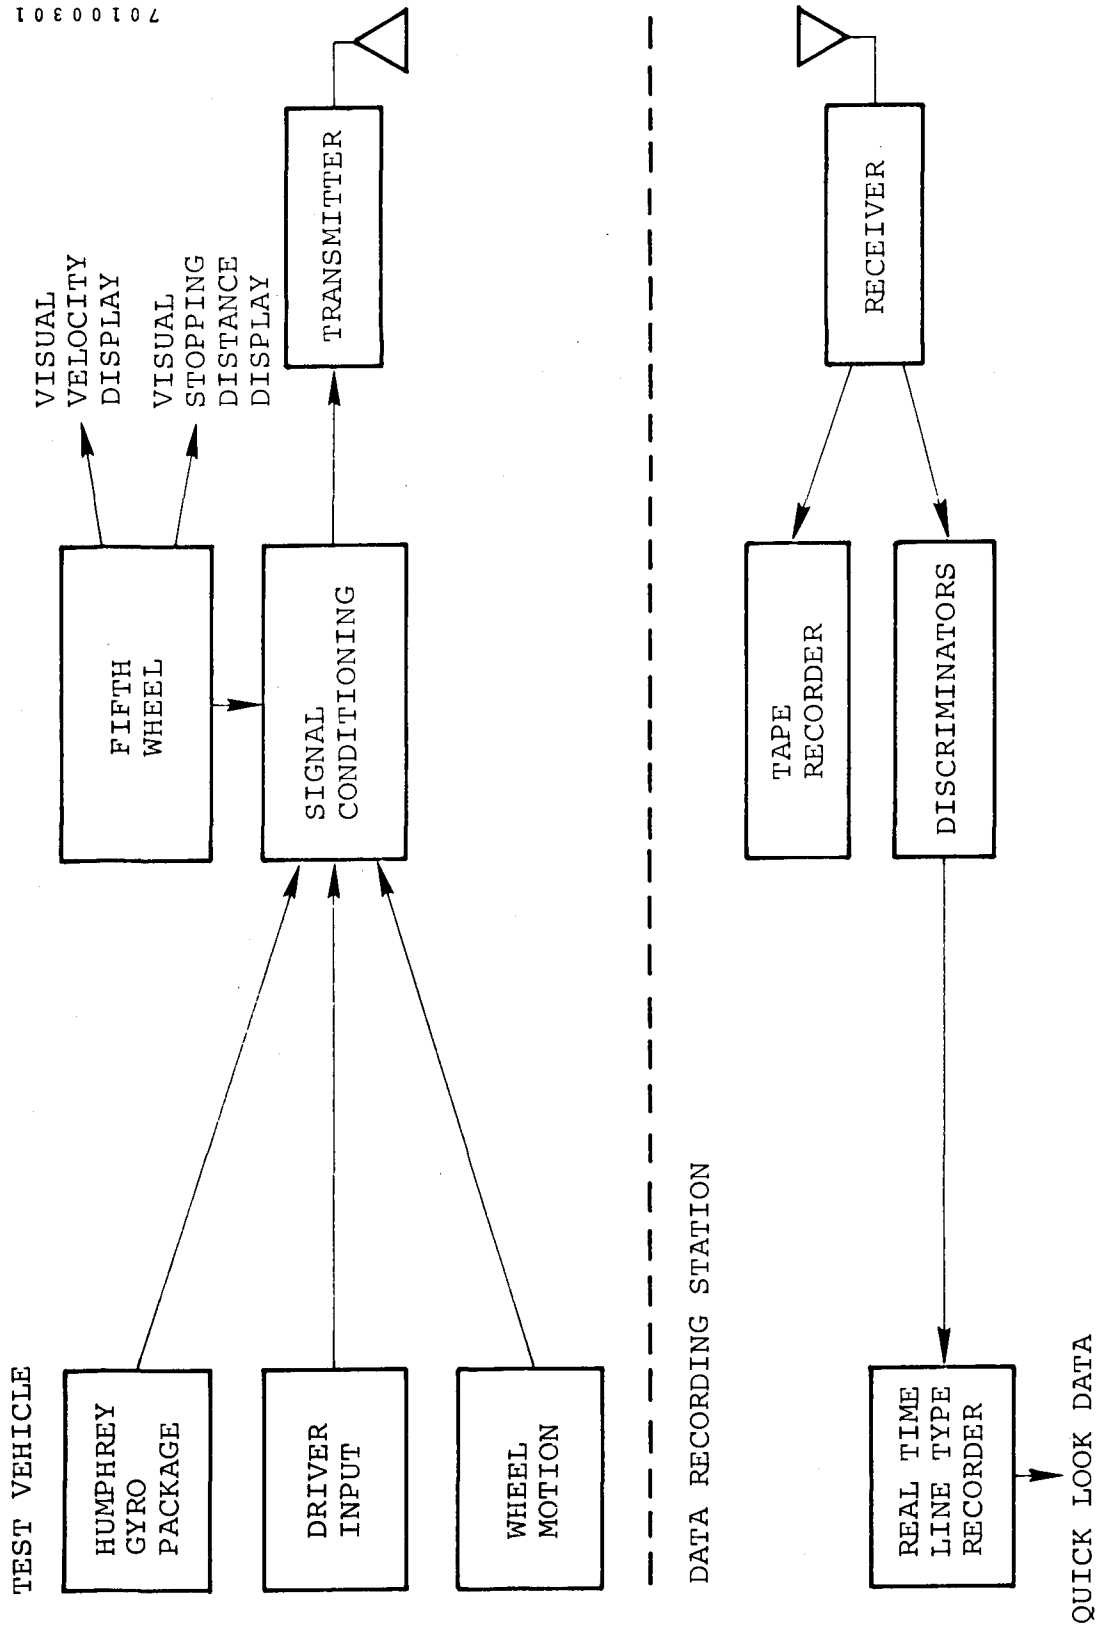 TEST VEHICLE
HUMPHREY
GYRO
PACKAGE
DRIVER
INPUT
WHEEL
MOTION
FIFTH
WHEEL
SIGNAL
CONDITIONING
VISUAL
VELOCITY
DISPLAY
VISUAL
STOPPING
DISTANCE
DISPLAY
TRANSMITTER
DATA RECORDING STATION
REAL TIME
LINE TYPE
RECORDER
QUICK LOOK DATA
TAPE
RECORDER
DISCRIMINATORS
RECEIVER
70100301